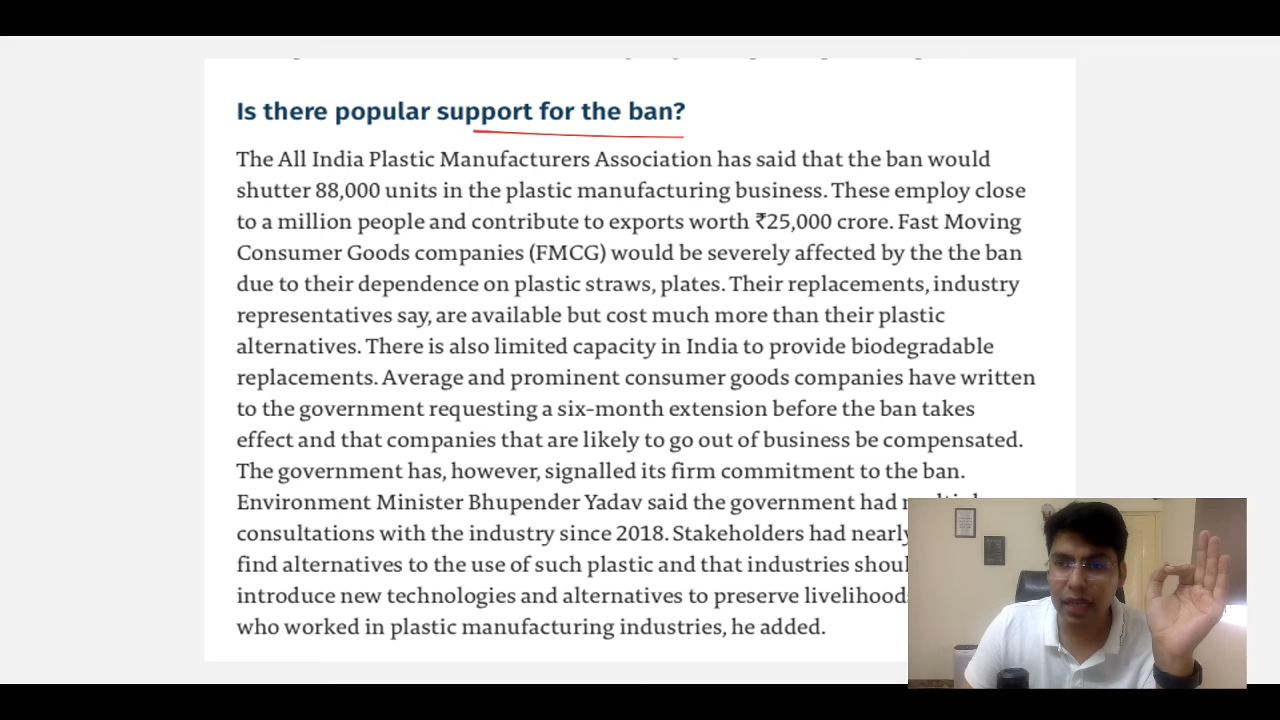 Is there popular support for the ban?
The All India Plastic Manufacturers Association has said that the ban would
shutter 88,000 units in the plastic manufacturing business. These employ close
to a million people and contribute to exports worth ₹25,000 crore. Fast Moving
Consumer Goods companies (FMCG) would be severely affected by the the ban
due to their dependence on plastic straws, plates. Their replacements, industry
representatives say, are available but cost much more than their plastic
alternatives. There is also limited capacity in India to provide biodegradable
replacements. Average and prominent consumer goods companies have written
to the government requesting a six-month extension before the ban takes
effect and that companies that are likely to go out of business be compensated.
The government has, however, signalled its firm commitment to the ban.
Environment Minister Bhupender Yadav said the government had
consultations with the industry since 2018. Stakeholders had nearly
find alternatives to the use of such plastic and that industries
introduce new technologies and alternatives to preserve
who worked in plastic manufacturing industries, he added.